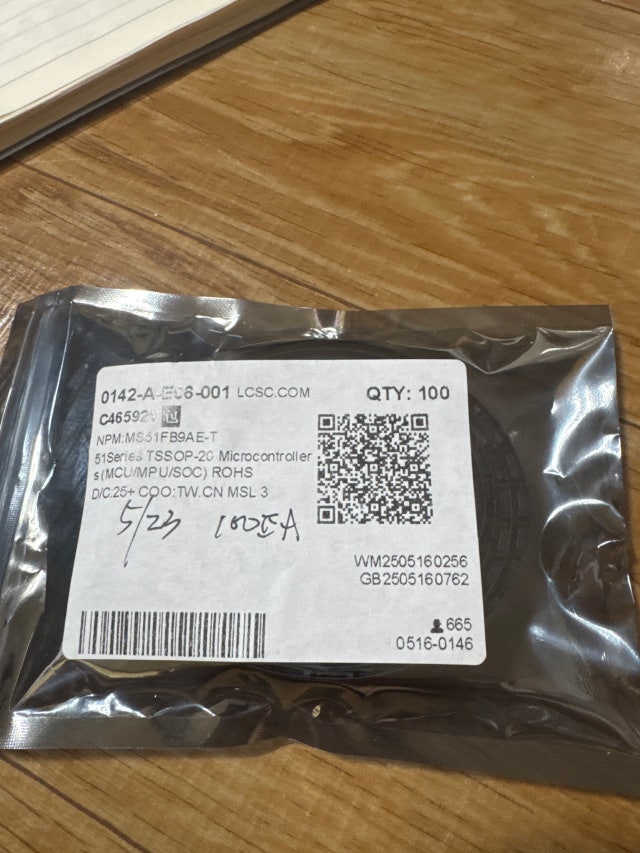 0142-A-E06-001 LCSC.COM QTY: 100
NPM:MS51FB9AE-T
51Series TSSOP-20 Microcontroller
s(MCU/MPU/SOC) ROHS
D/C:25+ COO:TW.CN MSL 3
5/23
WM2505160256
GB2505160762
665
0516-0146